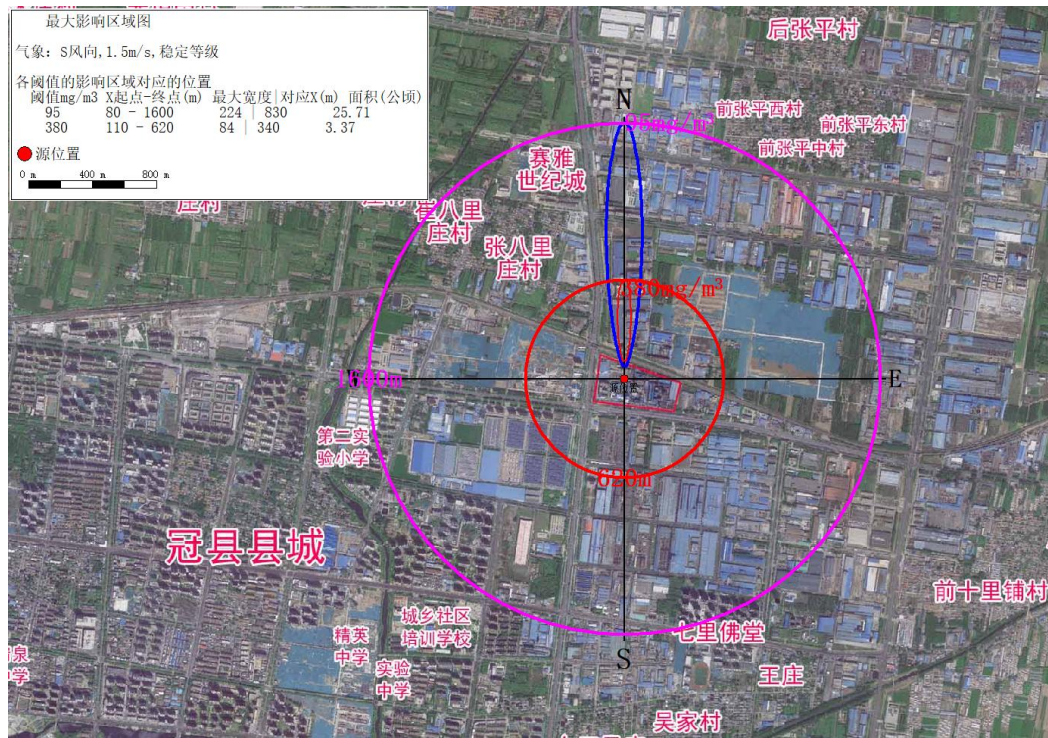 最大影响区域图
气象：S风向,1.5m/s,稳定等级
各阈值的影响区域对应的位置
阈值mg/m3 X起点-终点(m) 最大宽度|对应X(m) 面积(公顷)
95 80 - 1600 224 | 830 25.71
380 110 - 620 84 | 340 3.37
源位置
0 m 400 m 800 m
后张平村
N
95mg/m³
前张平西村
前张平东村
前张平中村
赛雅
世纪城
庄村
崔八里
庄村
张八里
庄村
380mg/m³
1600m
E
源位置
第二实
验小学
620m
冠县县城
前十里铺村
城乡社区
培训学校
七里佛堂
精英
中学
S
实验
中学
王庄
吴家村